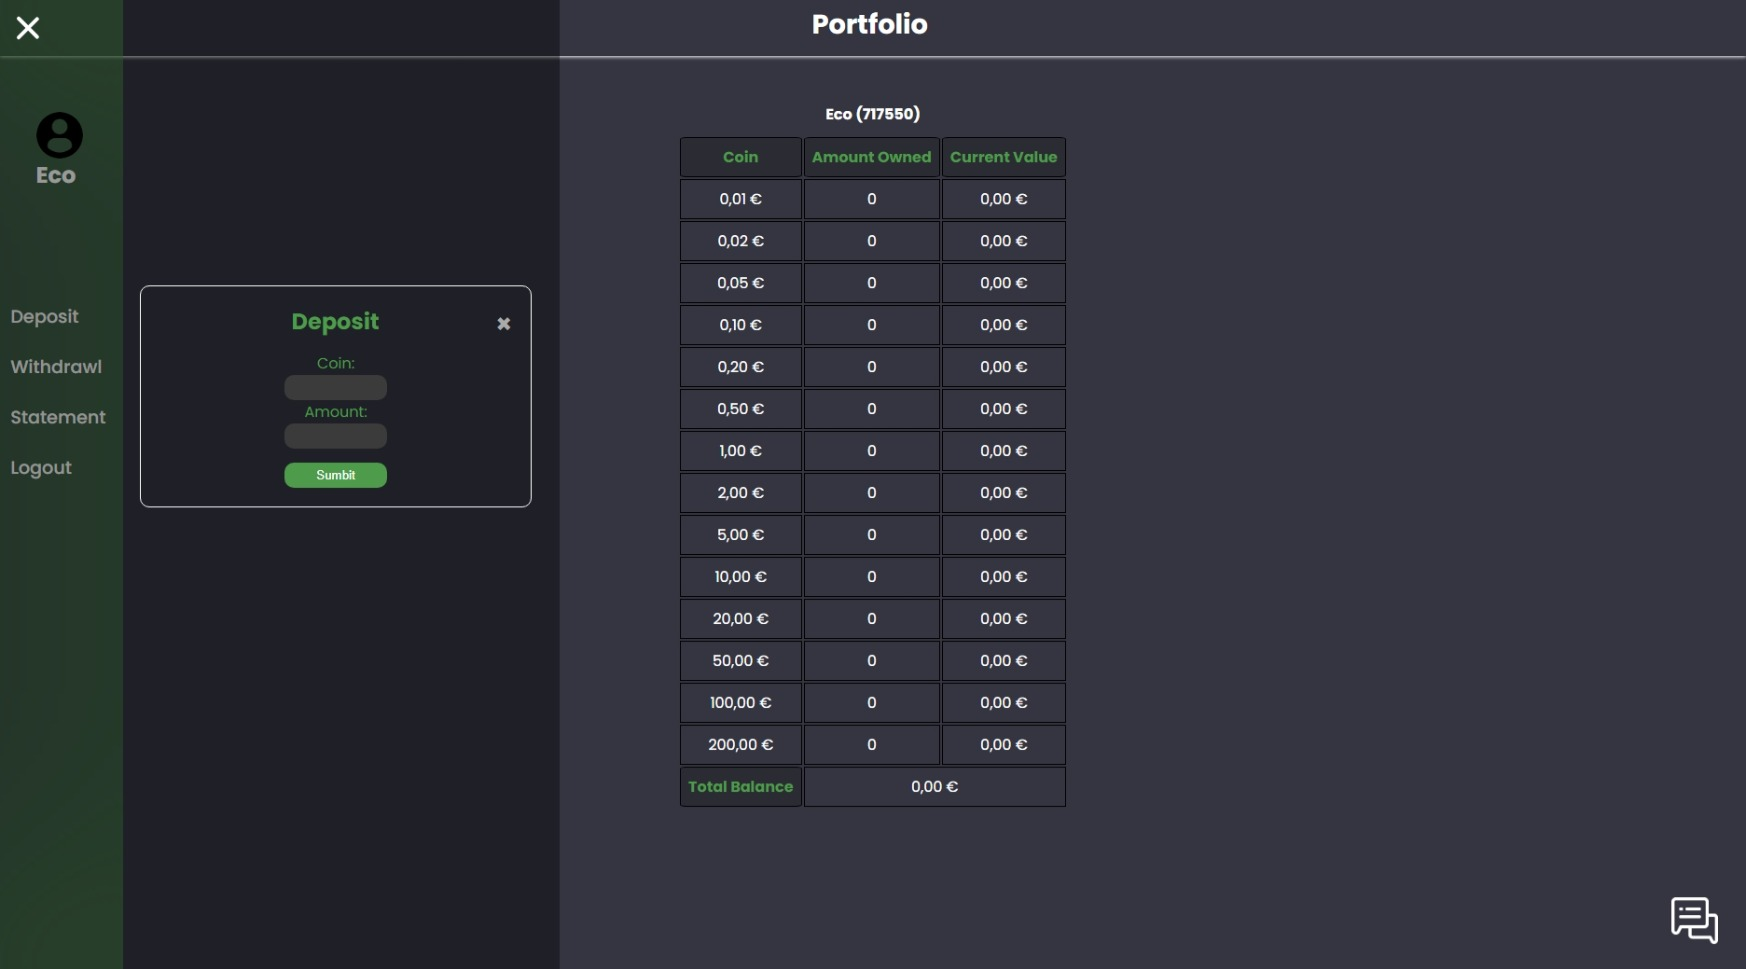 Portfolio
Eco
Deposit
Withdrawl
Statement
Logout
Deposit
Coin:
Amount:
Sumbit
Eco (717550)
Coin Amount Owned Current Value
0,01 € 0 0,00 €
0,02 € 0 0,00 €
0,05 € 0 0,00 €
0,10 € 0 0,00 €
0,20 € 0 0,00 €
0,50 € 0 0,00 €
1,00 € 0 0,00 €
2,00 € 0 0,00 €
5,00 € 0 0,00 €
10,00 € 0 0,00 €
20,00 € 0 0,00 €
50,00 € 0 0,00 €
100,00 € 0 0,00 €
200,00 € 0 0,00 €
Total Balance 0,00 €